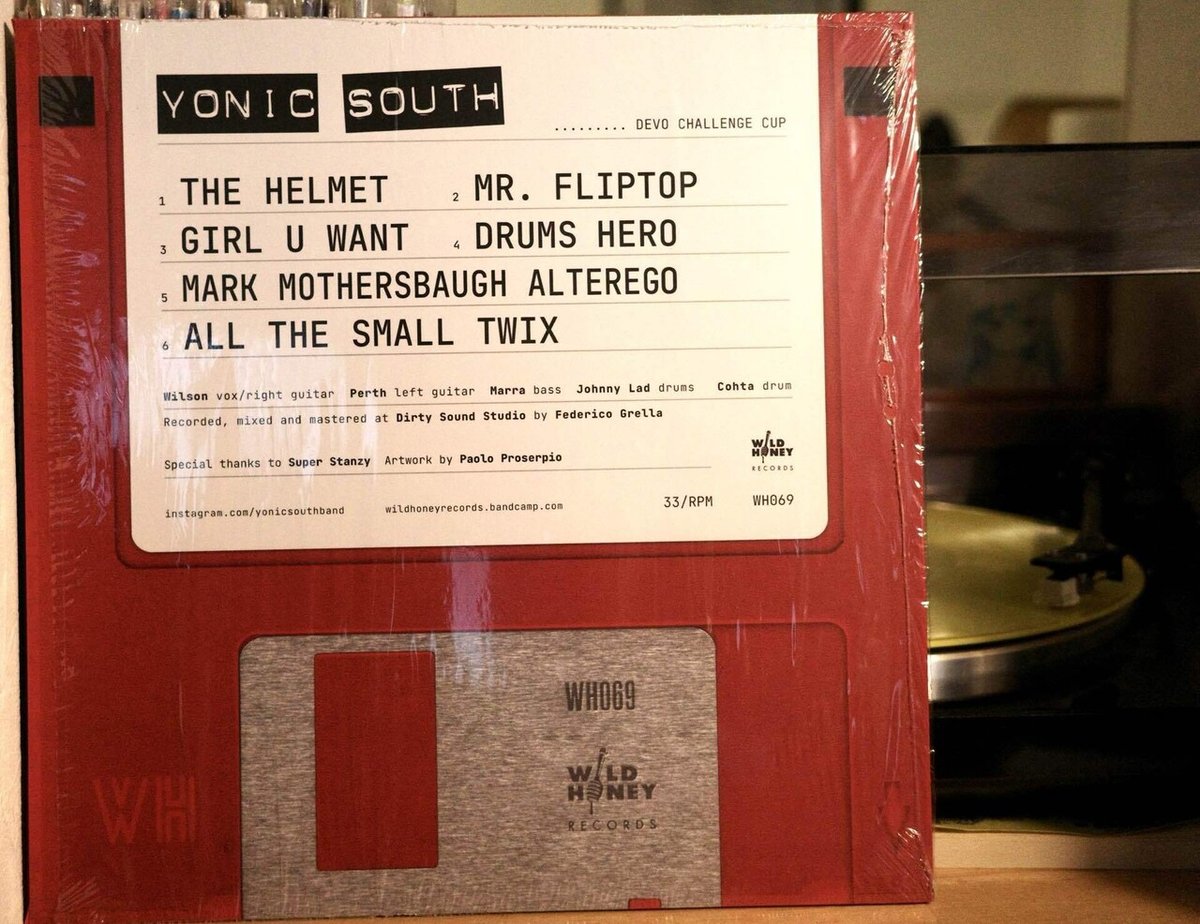 YONIC SOUTH
......... DEVO CHALLENGE CUP
1 THE HELMET 2 MR. FLIPTOP
3 GIRL U WANT 4 DRUMS HERO
5 MARK MOTHERSBAUGH ALTEREGO
6 ALL THE SMALL TWIX
Wilson vox/right guitar Perth left guitar Marra bass Johnny Lad drums Cohta drum
Recorded, mixed and mastered at Dirty Sound Studio by Federico Grella
WILD
HONEY
RECORDS
Special thanks to Super Stanzy Artwork by Paolo Proserpio
instagram.com/yonicsouthband wildhoneyrecords.bandcamp.com 33/RPM WH069
WH069
WILD
HONEY
RECORDS
WH